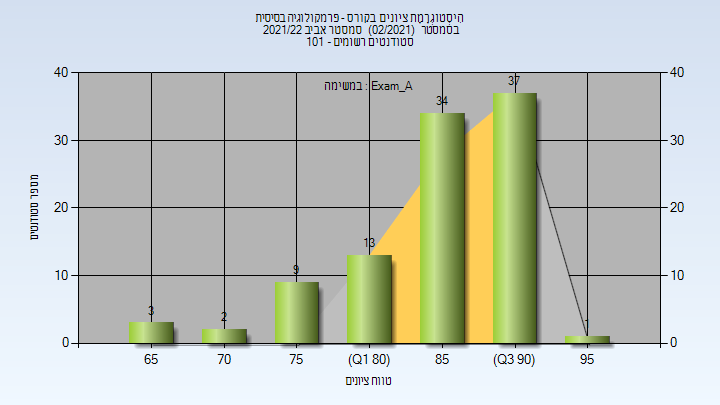 היסטוגרמת ציונים בקורס - פרמקולוגיה בסיסית
בסמסטר (02/2021) סמסטר אביב 2021/22
סטודנטים רשומים - 101
במשימה : Exam_A
מספר סטודנטים
40 40
30 30
20 20
10 10
0 0
3 2 9 13 34 37 1
65 70 75 (Q1 80) 85 (Q3 90) 95
טווח ציונים